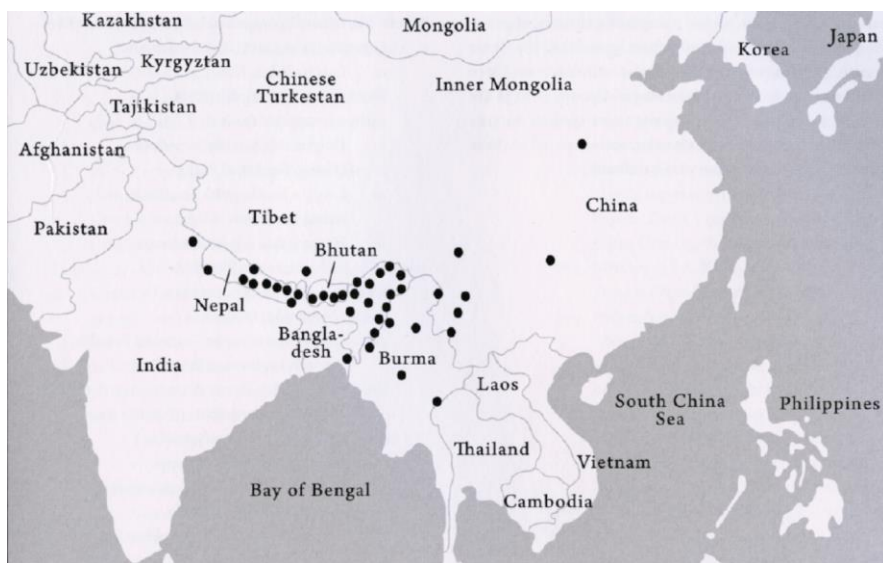 Kazakhstan
Mongolia
Japan
Korea
Uzbekistan
Kyrgyztan
Chinese
Turkestan
Inner Mongolia
Tajikistan
Afghanistan
China
Tibet
Pakistan
Bhutan
Nepal
Bangla-
desh
India
Burma
Laos
South China
Sea
Philippines
Thailand
Vietnam
Bay of Bengal
Cambodia